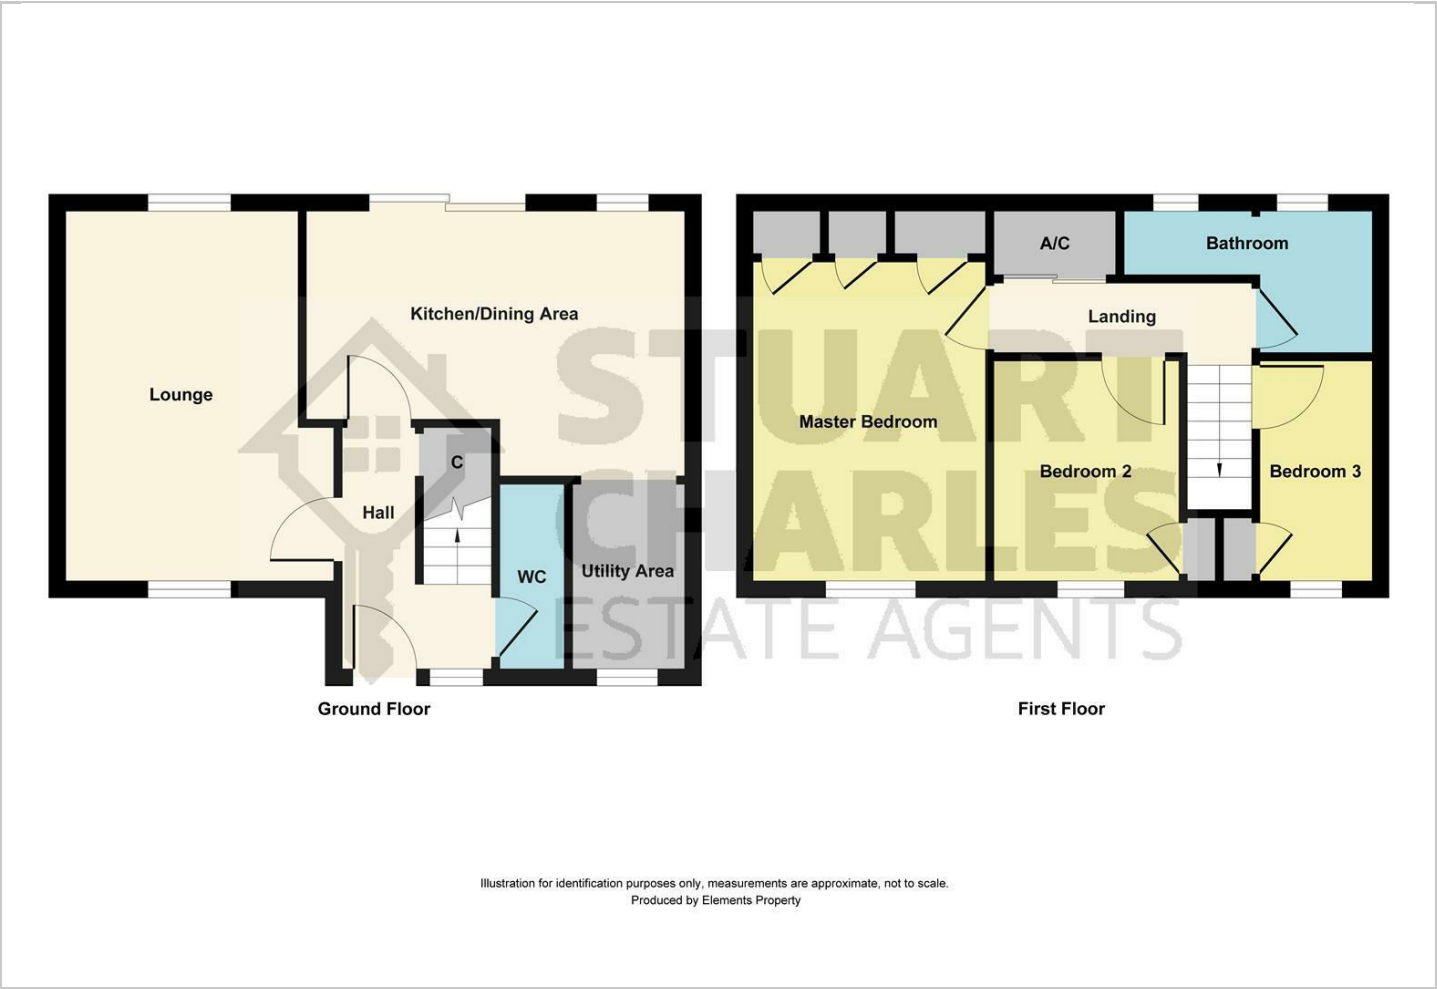 Lounge
Kitchen/Dining Area
C
Hall
WC
Utility Area
Ground Floor
A/C
Bathroom
Landing
Master Bedroom
Bedroom 2
Bedroom 3
First Floor
STUART
CHARLES
ESTATE AGENTS
Illustration for identification purposes only, measurements are approximate, not to scale.
Produced by Elements Property